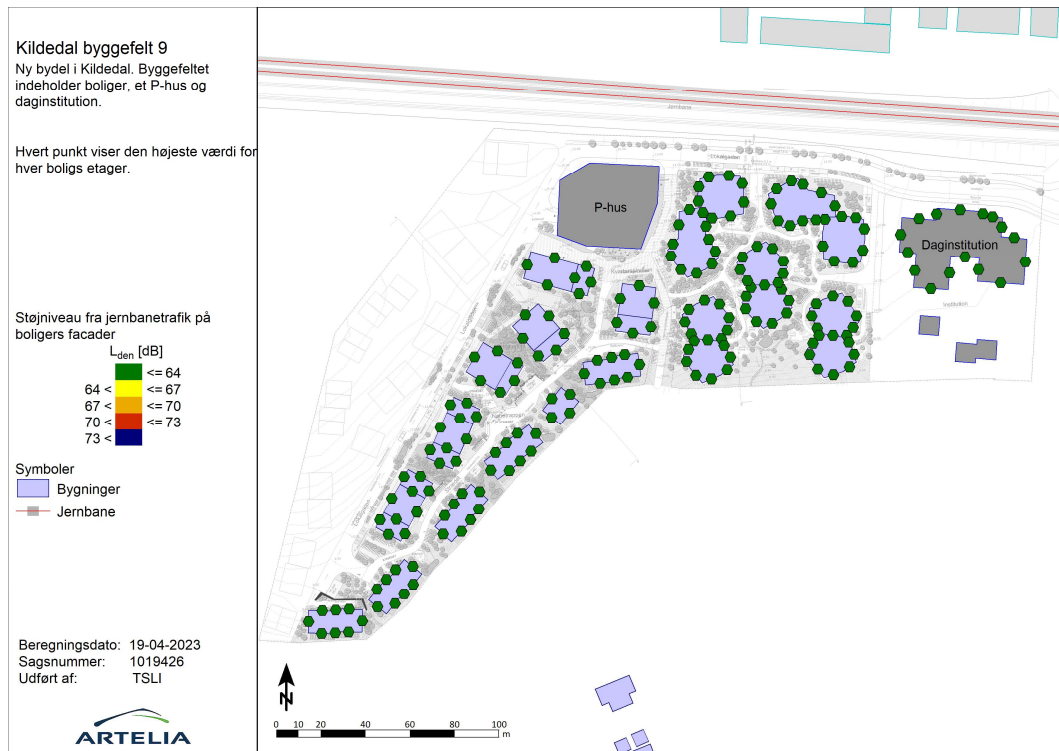 Kildedal byggefelt 9
Ny bydel i Kildedal. Byggefeltet
indeholder boliger, et P-hus og
daginstitution.
Hvert punkt viser den højeste værdi for
hver boligs etager.
Støjniveau fra jernbanetrafik på
boligers facader
Lden [dB]
<= 64
64 < <= 67
67 < <= 70
70 < <= 73
73 <
Symboler
Bygninger
Jernbane
Beregningsdato: 19-04-2023
Sagsnummer: 1019426
Udført af: TSLI
ARTELIA
Jernbane
P-hus
Daginstitution
Institution
N
0 10 20 40 60 80 100
m